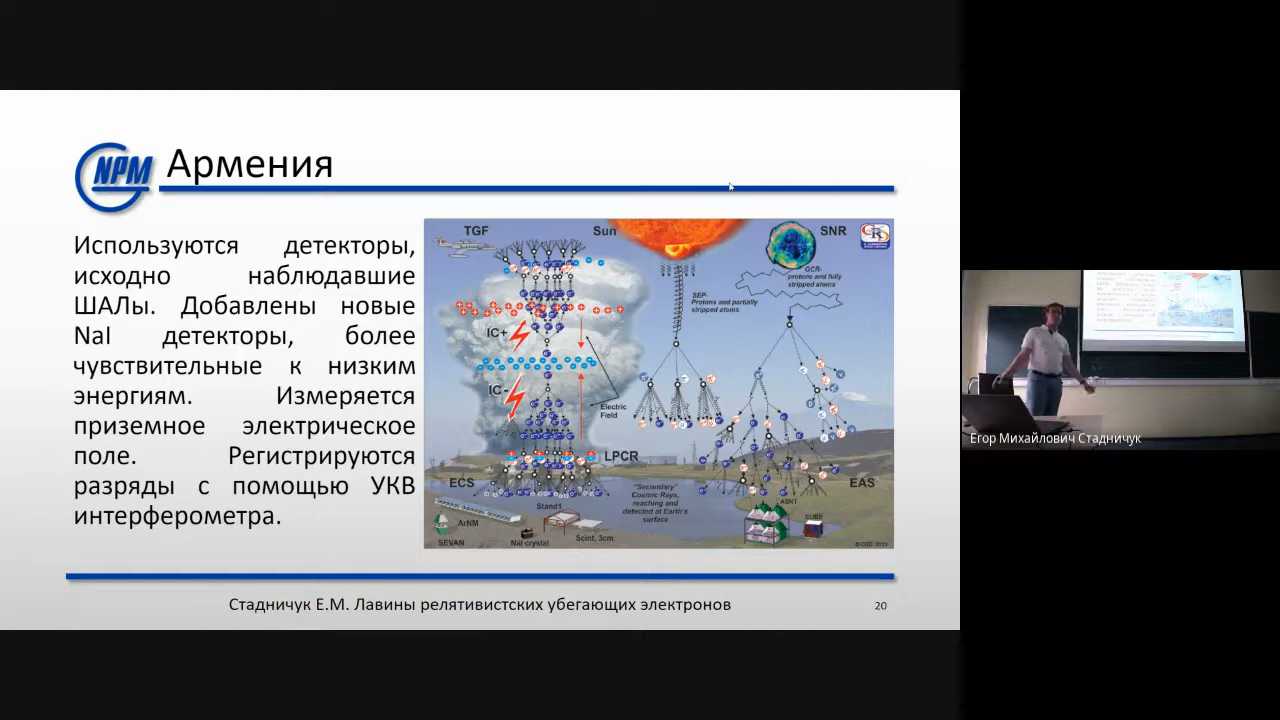 NPM
Армения
Используются детекторы,
исходно наблюдавшие
ШАЛы. Добавлены новые
NaI детекторы, более
чувствительные к низким
энергиям. Измеряется
приземное электрическое
поле. Регистрируются
разряды с помощью УКВ
интерферометра.
TGF
Sun
SNR
GCR-
protons and fully
stripped atoms
SEP-
Protons and partially
stripped atoms
IC+
IC-
Electric
Field
LPCR
ECS
EAS
"Secondary"
Cosmic Rays,
reaching and
detected at Earth's
surface
Stand1
ASNT
CUBE
ArNM
SEVAN
NaI crystal
Scint, 3cm
Стадничук Е.М. Лавины релятивистских убегающих электронов
20
Егор Михайлович Стадничук